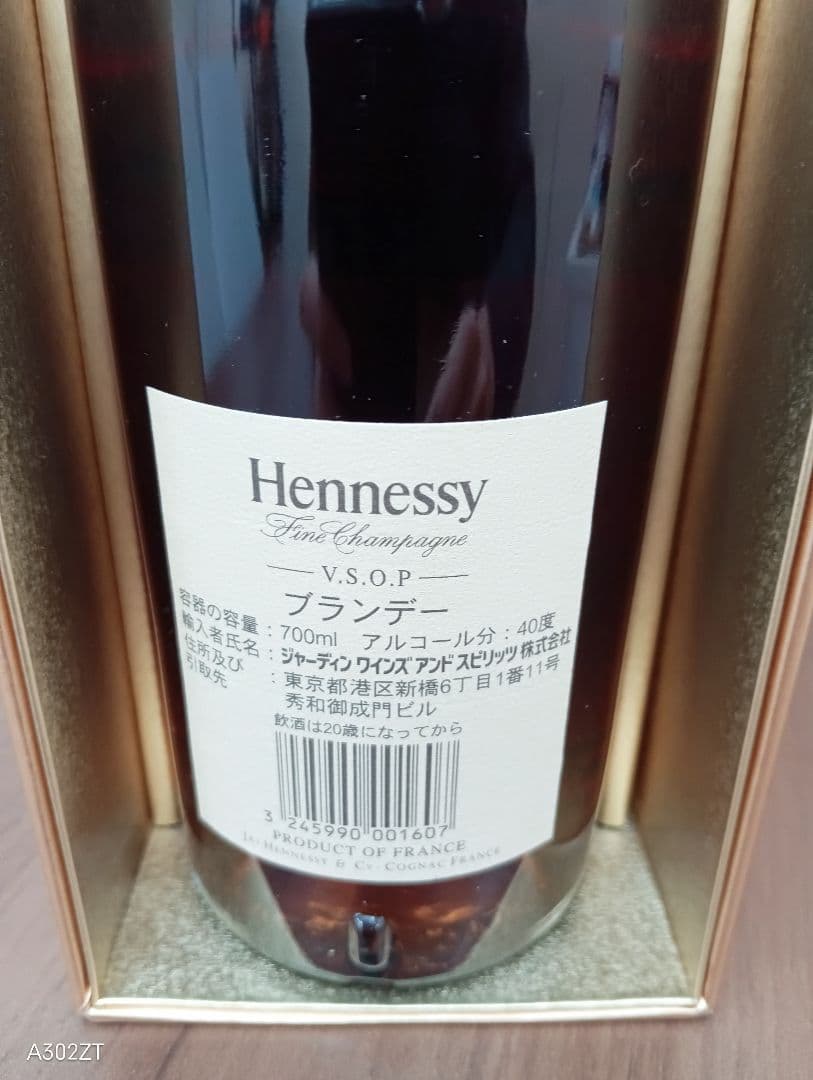 Hennessy
Fine Champagne
V.S.O.P
ブランデー
容器の容量：700ml アルコール分：40度
輸入者氏名：ジャーディン ワインズ アンド スピリッツ 株式会社
住所及び引取先：東京都港区新橋6丁目1番11号
秀和御成門ビル
飲酒は20歳になってから
3 245990 001607
PRODUCT OF FRANCE
Jas Hennessy & Co - Cognac France
A302ZT